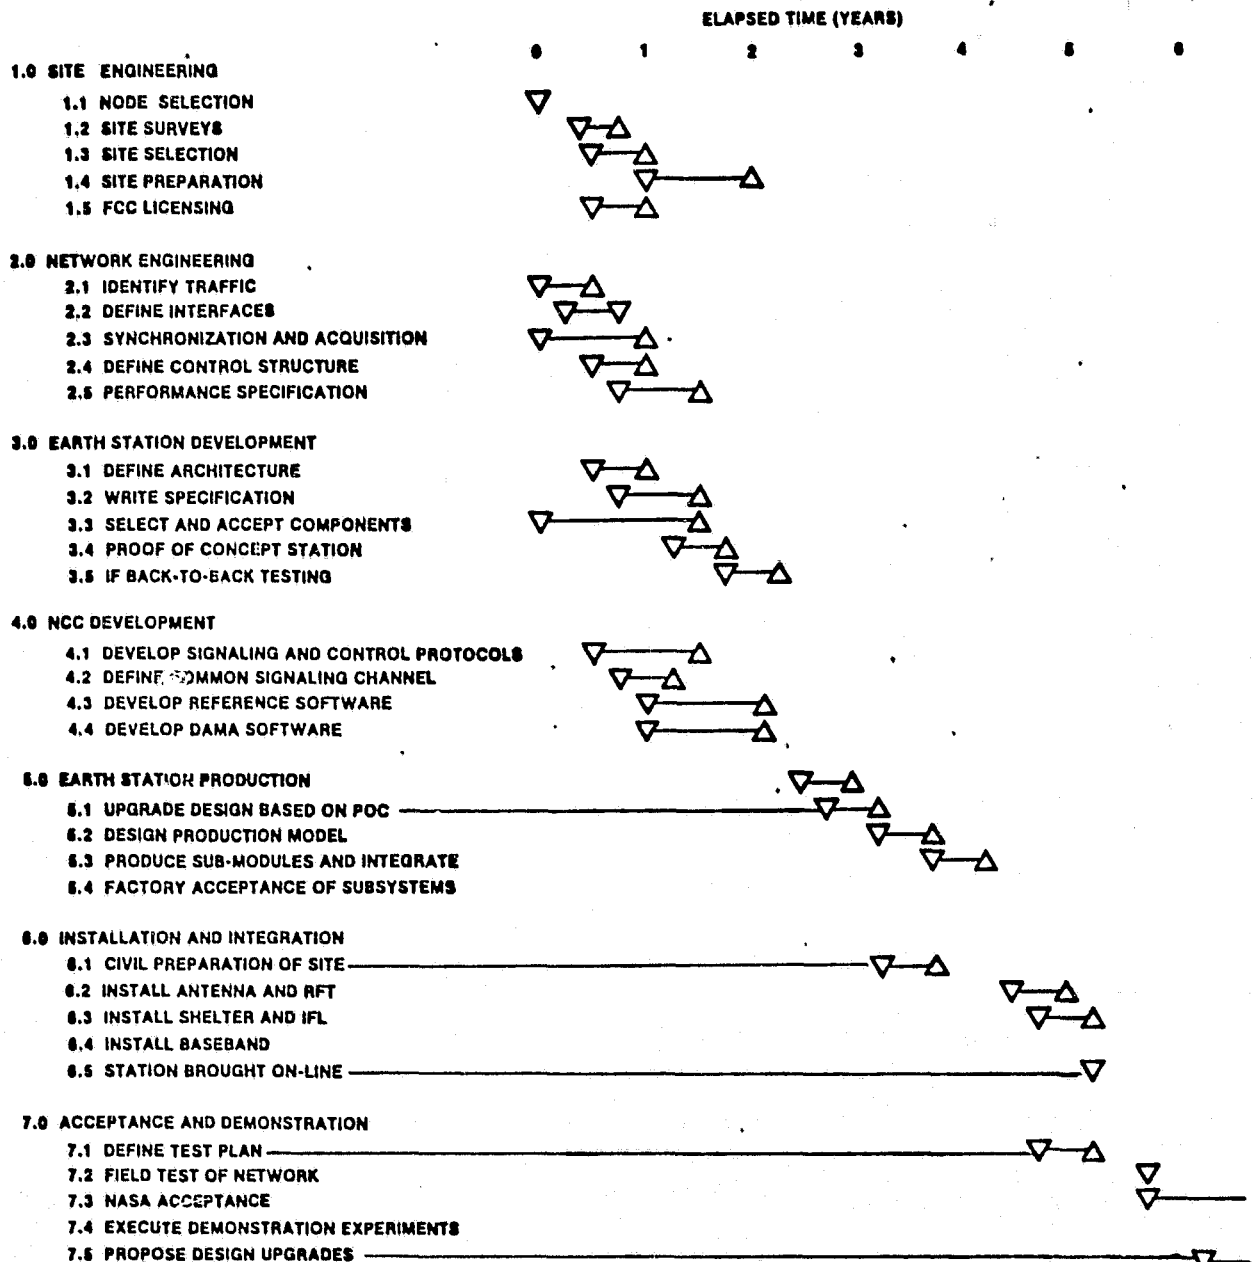 ELAPSED TIME (YEARS)
0 1 2 3 4 5 6
1.0 SITE ENGINEERING
1.1 NODE SELECTION
1.2 SITE SURVEYS
1.3 SITE SELECTION
1.4 SITE PREPARATION
1.5 FCC LICENSING
2.0 NETWORK ENGINEERING
2.1 IDENTIFY TRAFFIC
2.2 DEFINE INTERFACES
2.3 SYNCHRONIZATION AND ACQUISITION
2.4 DEFINE CONTROL STRUCTURE
2.5 PERFORMANCE SPECIFICATION
3.0 EARTH STATION DEVELOPMENT
3.1 DEFINE ARCHITECTURE
3.2 WRITE SPECIFICATION
3.3 SELECT AND ACCEPT COMPONENTS
3.4 PROOF OF CONCEPT STATION
3.5 IF BACK-TO-BACK TESTING
4.0 NCC DEVELOPMENT
4.1 DEVELOP SIGNALING AND CONTROL PROTOCOLS
4.2 DEFINE COMMON SIGNALING CHANNEL
4.3 DEVELOP REFERENCE SOFTWARE
4.4 DEVELOP DAMA SOFTWARE
5.0 EARTH STATION PRODUCTION
5.1 UPGRADE DESIGN BASED ON POC
5.2 DESIGN PRODUCTION MODEL
5.3 PRODUCE SUB-MODULES AND INTEGRATE
5.4 FACTORY ACCEPTANCE OF SUBSYSTEMS
6.0 INSTALLATION AND INTEGRATION
6.1 CIVIL PREPARATION OF SITE
6.2 INSTALL ANTENNA AND RFT
6.3 INSTALL SHELTER AND IFL
6.4 INSTALL BASEBAND
6.5 STATION BROUGHT ON-LINE
7.0 ACCEPTANCE AND DEMONSTRATION
7.1 DEFINE TEST PLAN
7.2 FIELD TEST OF NETWORK
7.3 NASA ACCEPTANCE
7.4 EXECUTE DEMONSTRATION EXPERIMENTS
7.5 PROPOSE DESIGN UPGRADES